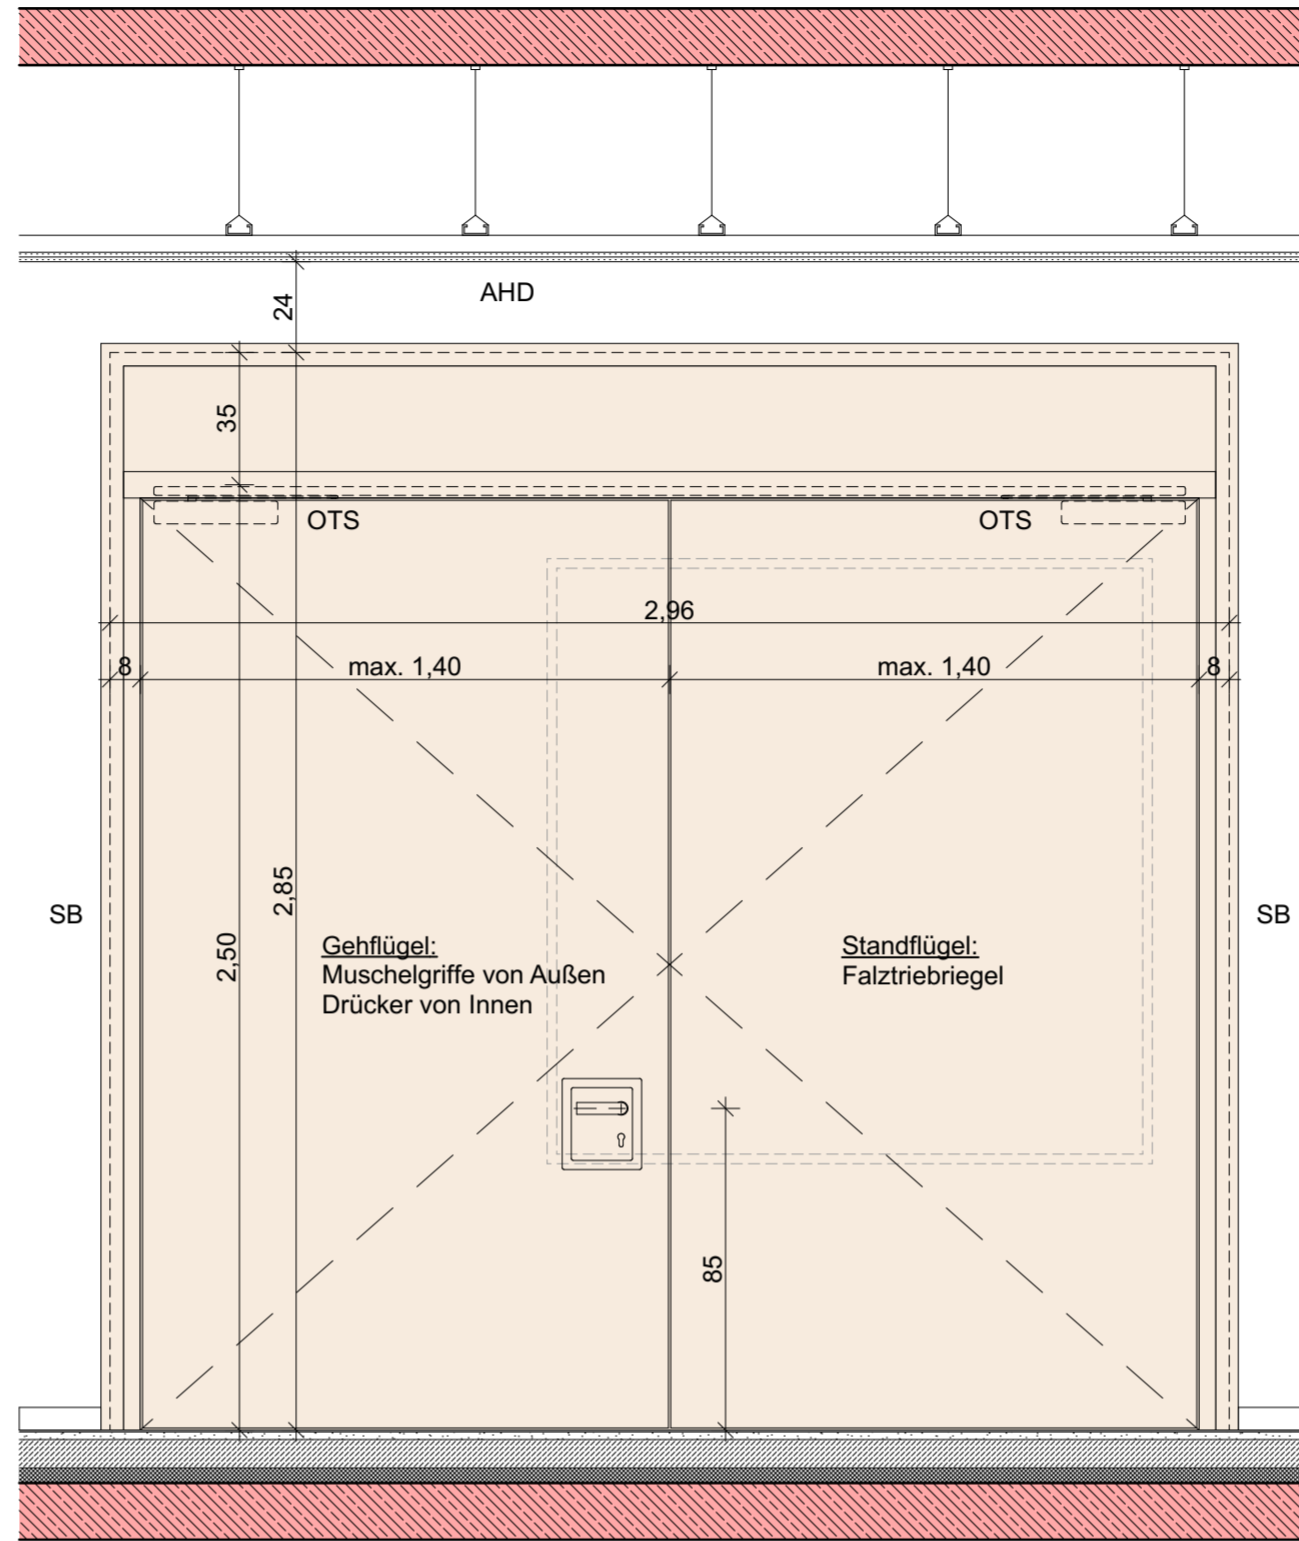 24
AHD
35
OTS
OTS
2,96
8
max. 1,40
max. 1,40
8
2,85
2,50
SB
SB
Gehflügel:
Muschelgriffe von Außen
Drücker von Innen
Standflügel:
Falztriebriegel
85